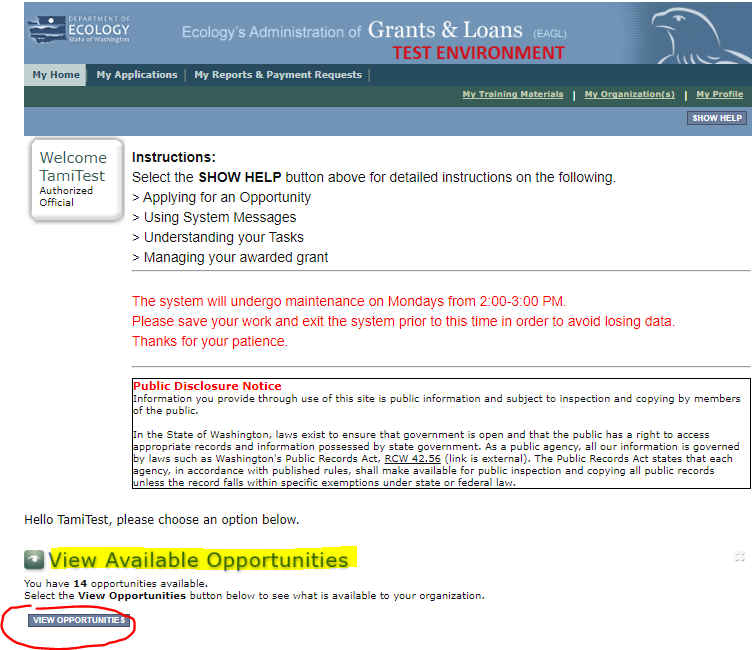 DEPARTMENT OF
ECOLOGY
State of Washington
Ecology's Administration of Grants & Loans (EAGL)
TEST ENVIRONMENT
My Home | My Applications | My Reports & Payment Requests |
My Training Materials | My Organization(s) | My Profile
SHOW HELP
Welcome
TamiTest
Authorized
Official
Instructions:
Select the SHOW HELP button above for detailed instructions on the following.
> Applying for an Opportunity
> Using System Messages
> Understanding your Tasks
> Managing your awarded grant
The system will undergo maintenance on Mondays from 2:00-3:00 PM.
Please save your work and exit the system prior to this time in order to avoid losing data.
Thanks for your patience.
Public Disclosure Notice
Information you provide through use of this site is public information and subject to inspection and copying by members
of the public.
In the State of Washington, laws exist to ensure that government is open and that the public has a right to access
appropriate records and information possessed by state government. As a public agency, all our information is governed
by laws such as Washington's Public Records Act, RCW 42.56 (link is external). The Public Records Act states that each
agency, in accordance with published rules, shall make available for public inspection and copying all public records
unless the record falls within specific exemptions under state or federal law.
Hello TamiTest, please choose an option below.
View Available Opportunities
You have 14 opportunities available.
Select the View Opportunities button below to see what is available to your organization.
VIEW OPPORTUNITIES